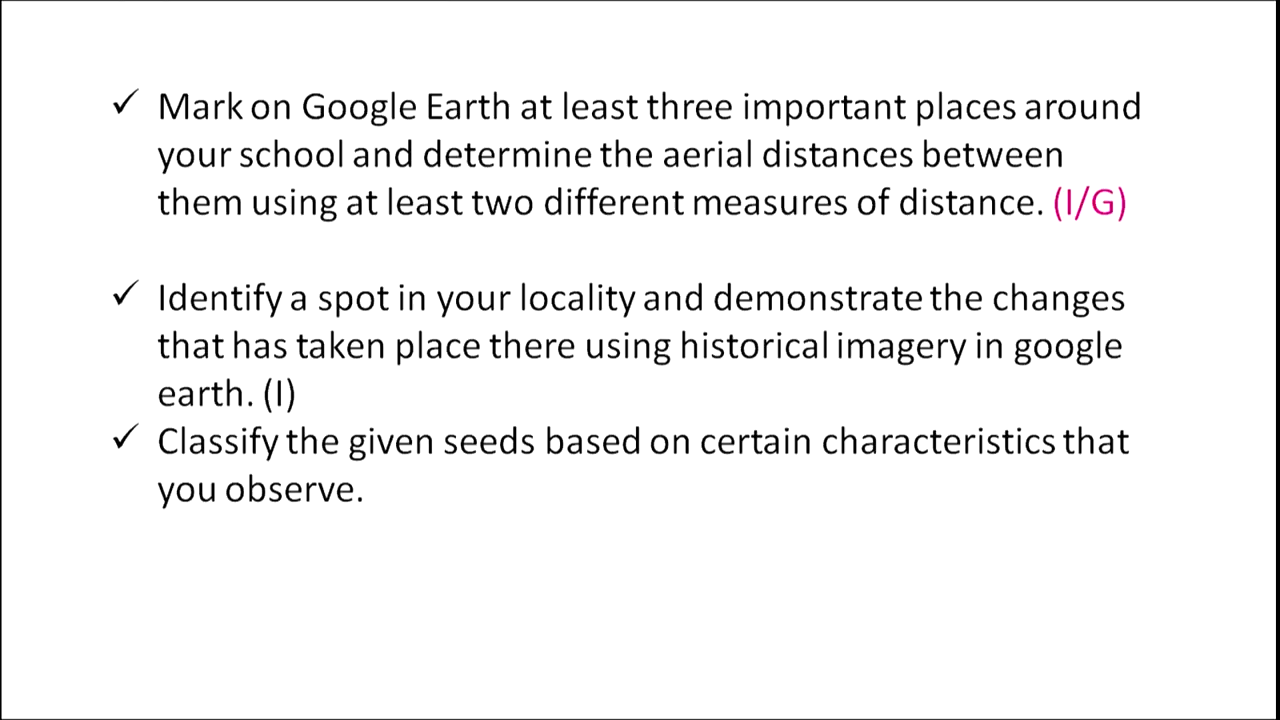 ✓ Mark on Google Earth at least three important places around
your school and determine the aerial distances between
them using at least two different measures of distance. (I/G)
✓ Identify a spot in your locality and demonstrate the changes
that has taken place there using historical imagery in google
earth. (I)
✓ Classify the given seeds based on certain characteristics that
you observe.